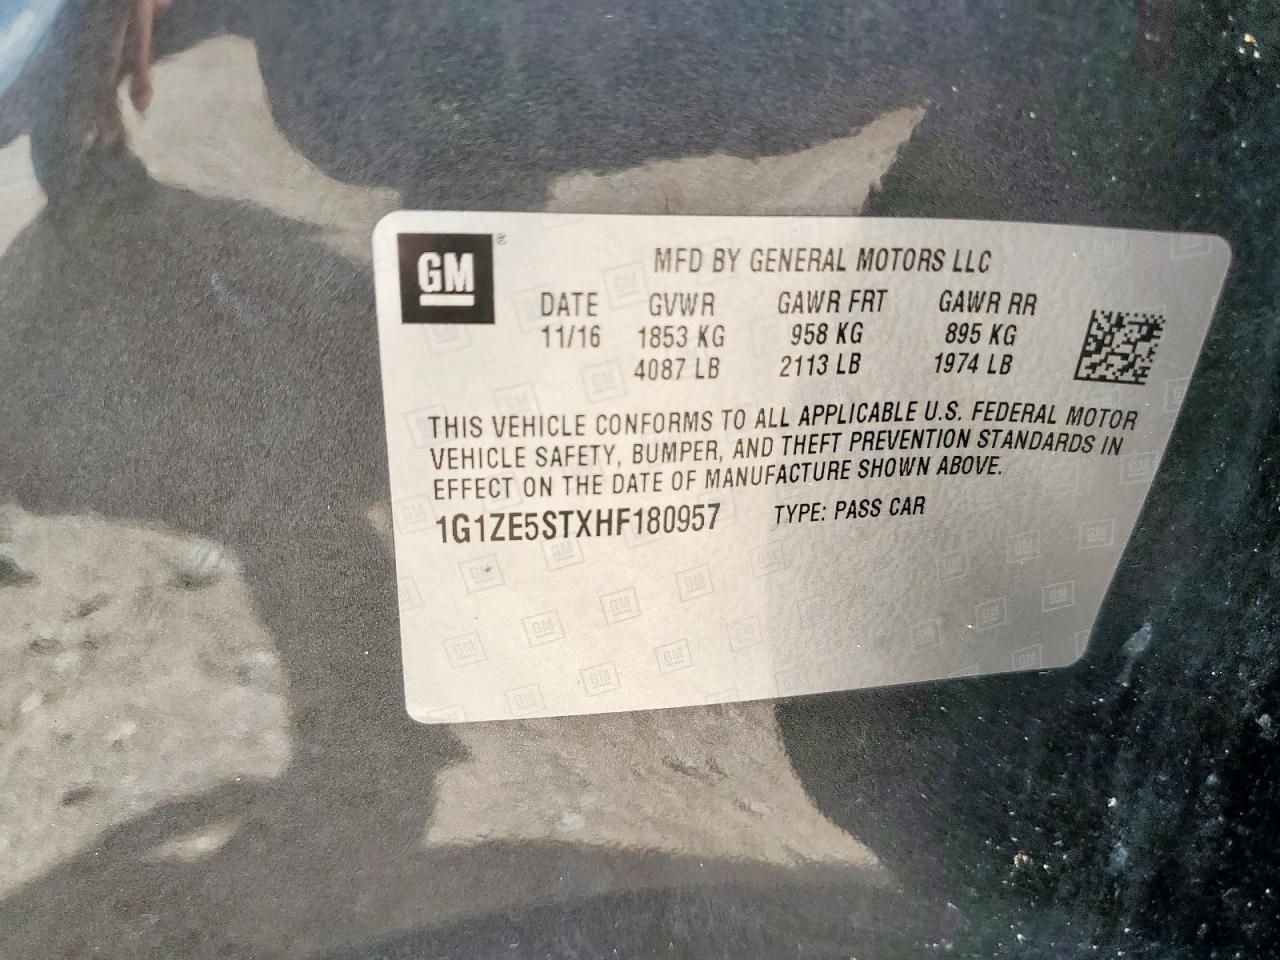 GM
MFD BY GENERAL MOTORS LLC
DATE GVWR GAWR FRT GAWR RR
11/16 1853 KG 958 KG 895 KG
4087 LB 2113 LB 1974 LB
THIS VEHICLE CONFORMS TO ALL APPLICABLE U.S. FEDERAL MOTOR
VEHICLE SAFETY, BUMPER, AND THEFT PREVENTION STANDARDS IN
EFFECT ON THE DATE OF MANUFACTURE SHOWN ABOVE.
1G1ZE5STXHF180957 TYPE: PASS CAR